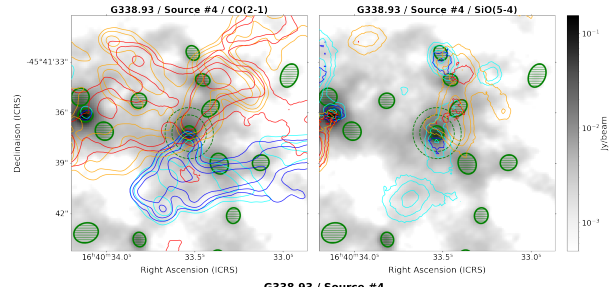 G338.93 / Source #4 / CO(2-1)
G338.93 / Source #4 / SiO(5-4)
-45°41'33"
36"
39"
42"
Declinaison (ICRS)
16ʰ40ᵐ34.0ˢ
33.5ˢ
33.0ˢ
16ʰ40ᵐ34.0ˢ
33.5ˢ
33.0ˢ
Right Ascension (ICRS)
Right Ascension (ICRS)
10⁻¹
10⁻²
10⁻³
Jy/beam
G338.93 / Source #4